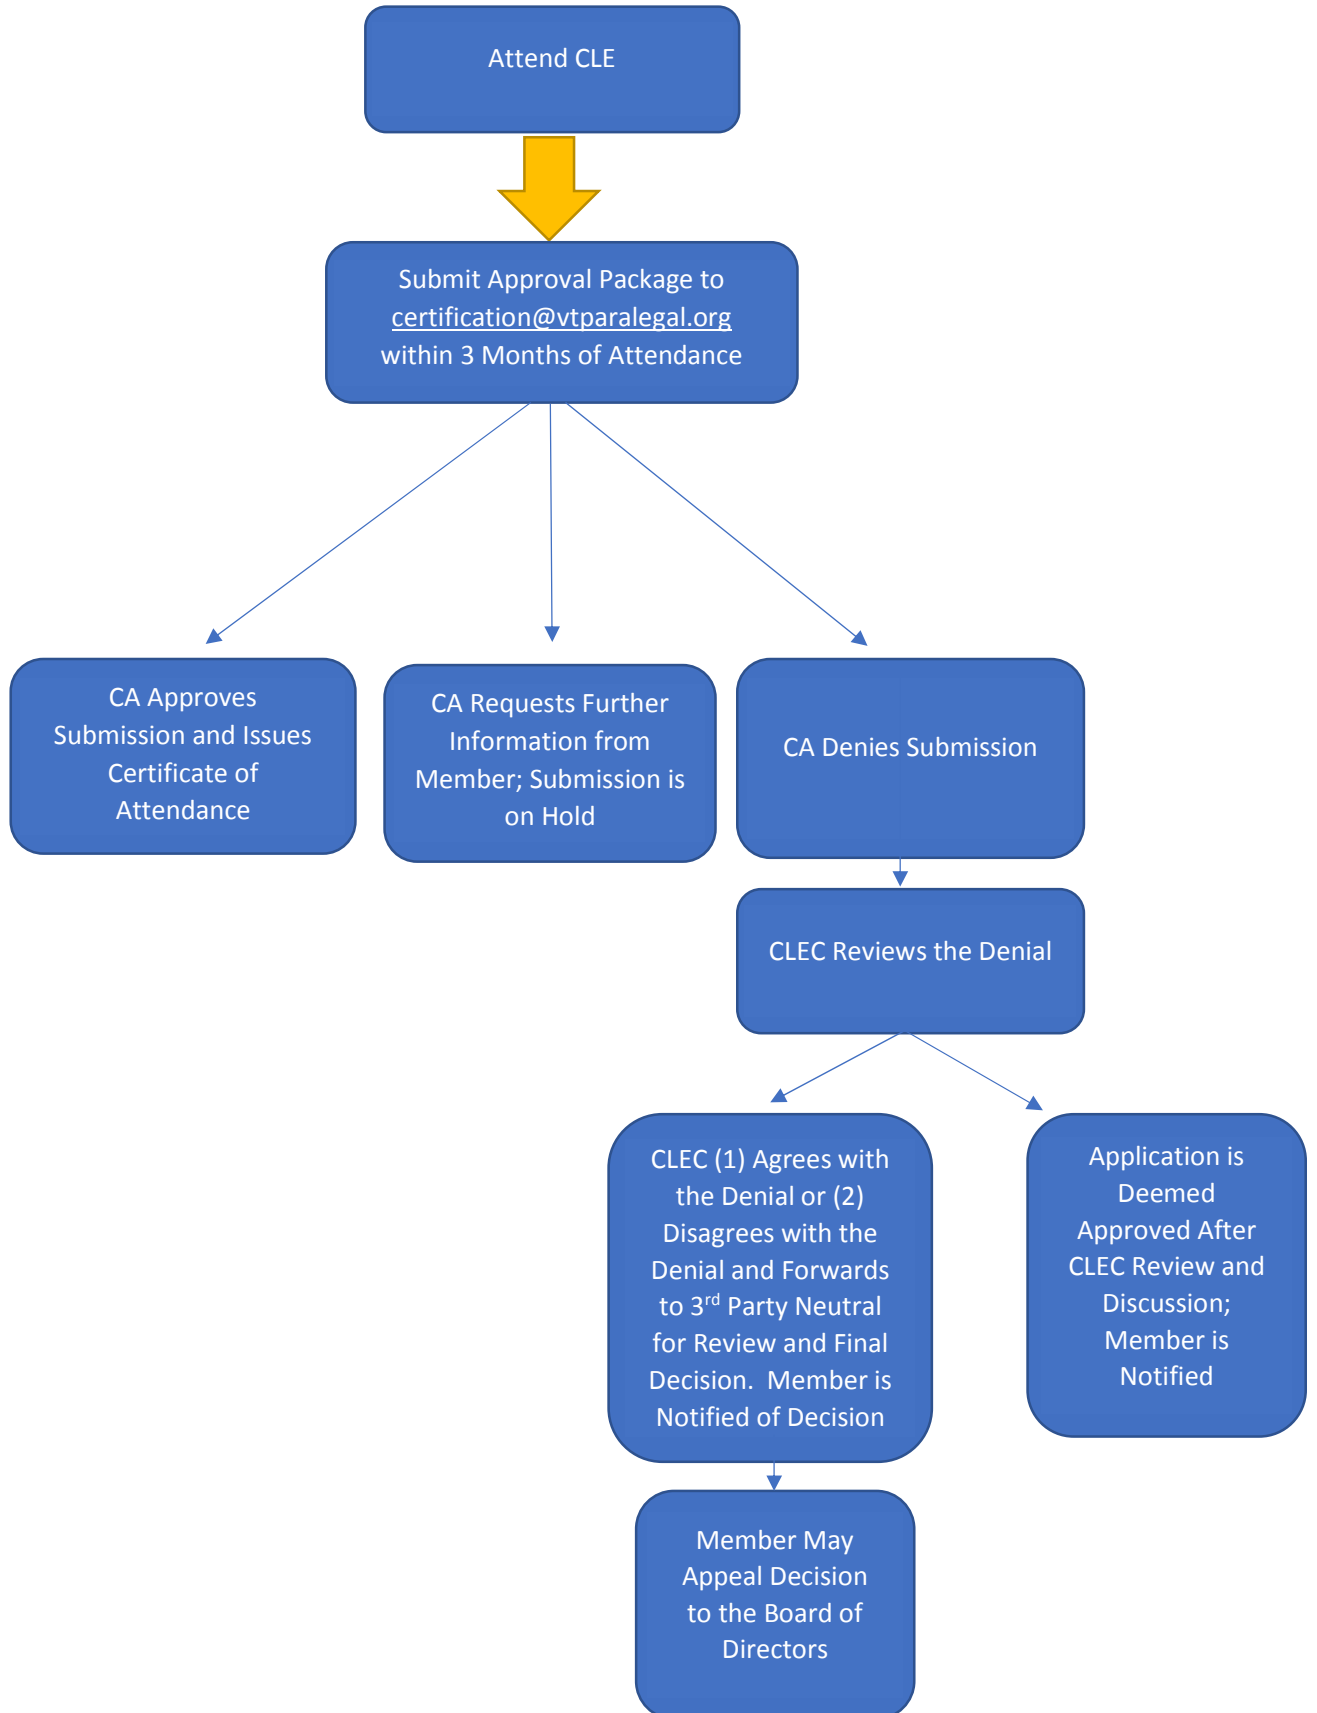 Attend CLE
Submit Approval Package to
certification@vtparalegal.org
within 3 Months of Attendance
CA Approves
Submission and Issues
Certificate of
Attendance
CA Requests Further
Information from
Member; Submission is
on Hold
CA Denies Submission
CLEC Reviews the Denial
CLEC (1) Agrees with
the Denial or (2)
Disagrees with the
Denial and Forwards
to 3rd Party Neutral
for Review and Final
Decision.  Member is
Notified of Decision
Application is
Deemed
Approved After
CLEC Review and
Discussion;
Member is
Notified
Member May
Appeal Decision
to the Board of
Directors